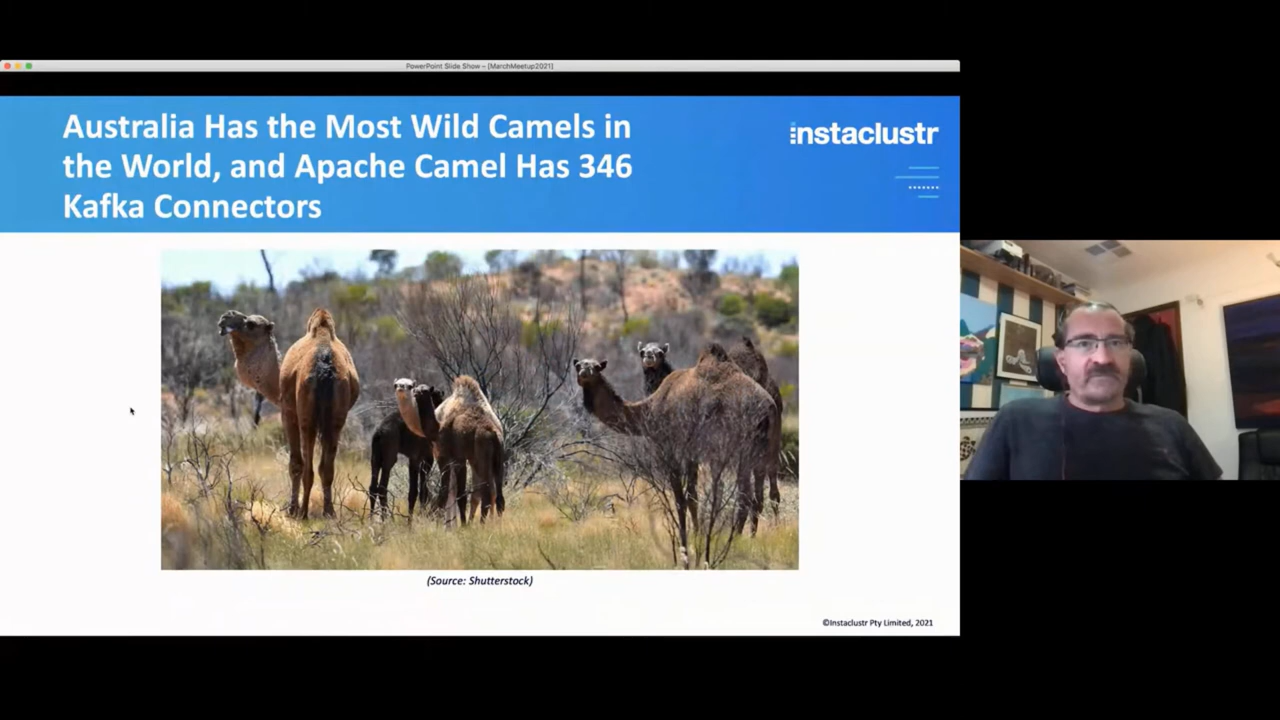 PowerPoint Slide Show – [MarchMeetup2021]
Australia Has the Most Wild Camels in
the World, and Apache Camel Has 346
Kafka Connectors
instaclustr
(Source: Shutterstock)
©Instaclustr Pty Limited, 2021